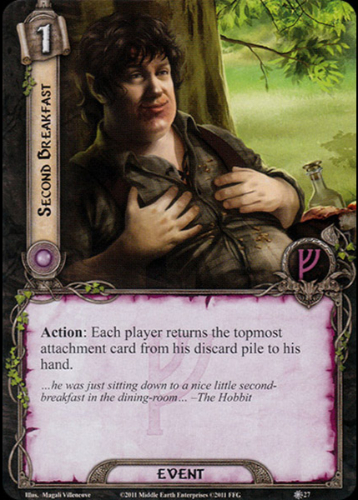 1
SECOND BREAKFAST
Action: Each player returns the topmost
attachment card from his discard pile to his
hand.
…he was just sitting down to a nice little second-
breakfast in the dining-room… –The Hobbit
EVENT
Illus. Magali Villeneuve ©2011 Middle Earth Enterprises ©2011 FFG 27